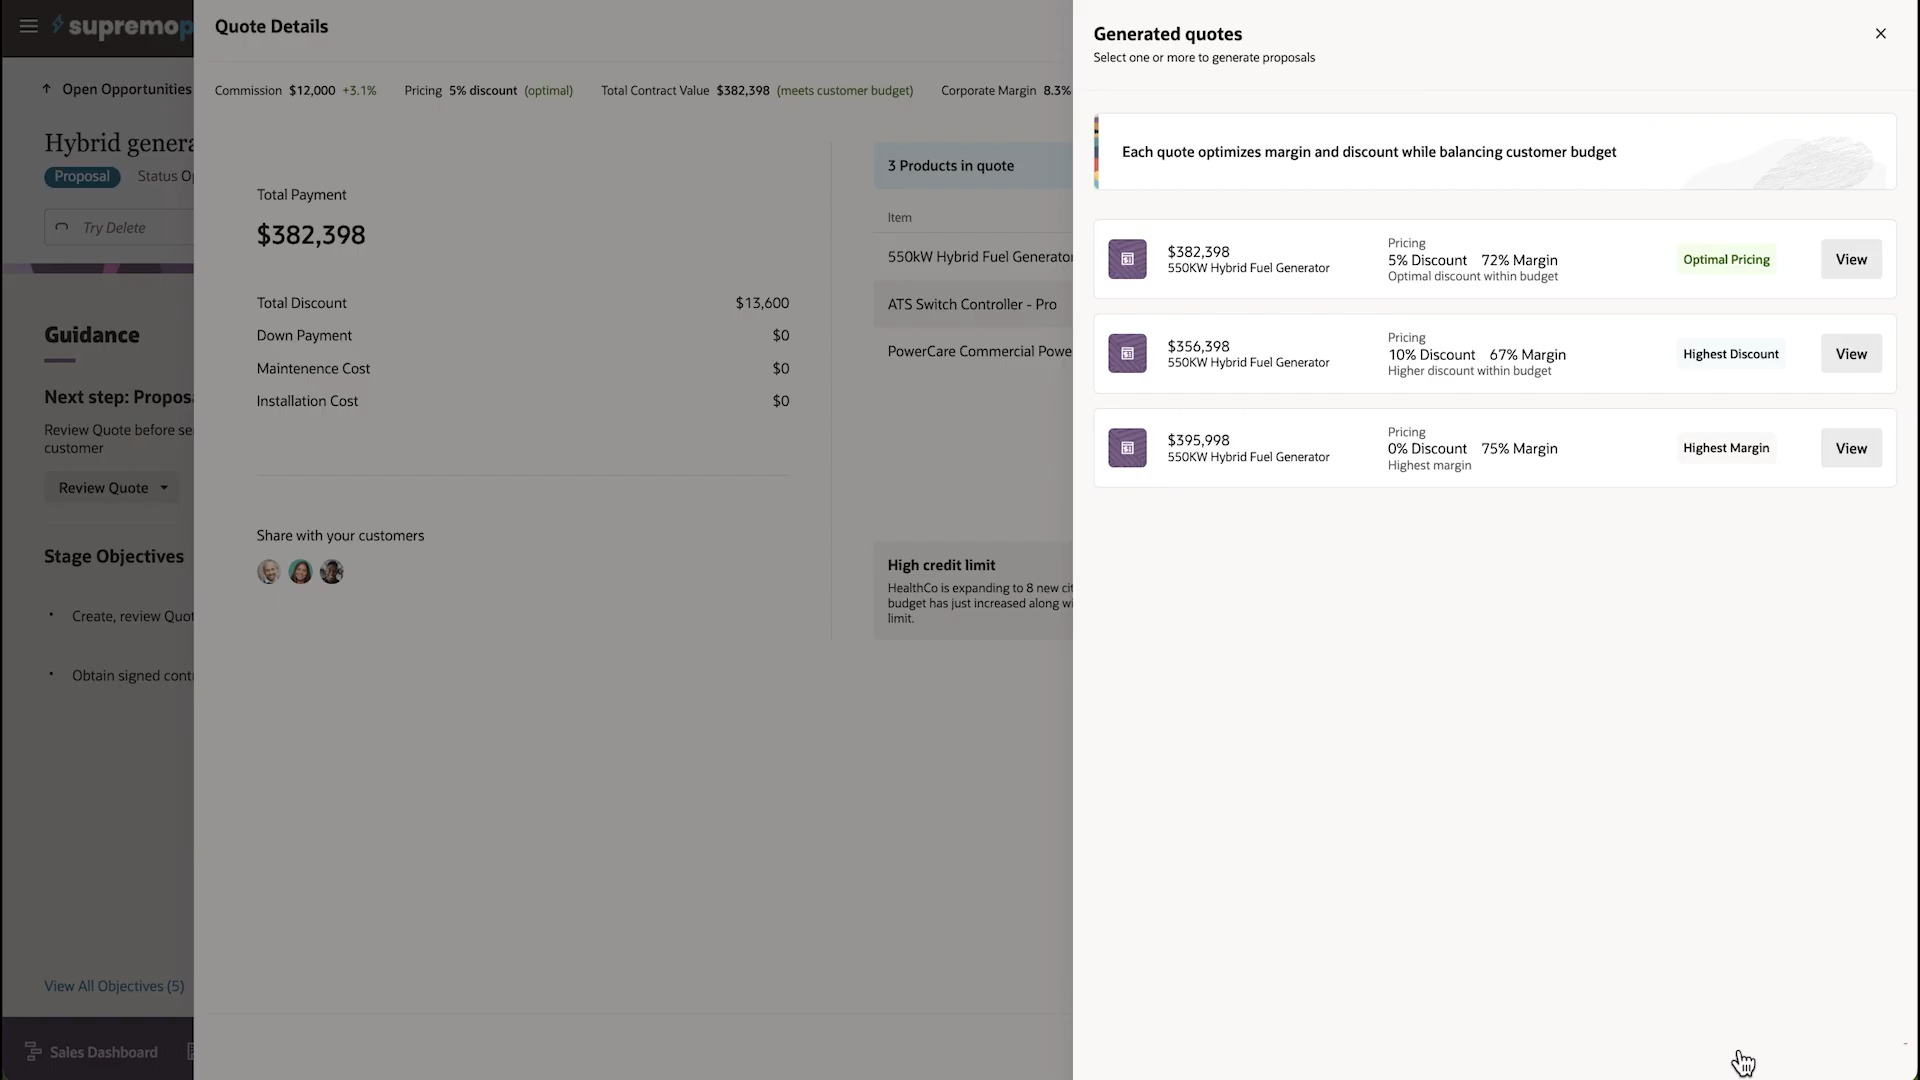 supremop
Open Opportunities
Hybrid genera
Proposal
Status Op
Try Delete
Guidance
Next step: Proposa
Review Quote before se
customer
Review Quote
Stage Objectives
Create, review Quot
Obtain signed contr
View All Objectives (5)
Sales Dashboard
Quote Details
Commission $12,000 +3.1% Pricing 5% discount (optimal) Total Contract Value $382,398 (meets customer budget) Corporate Margin 8.3%
Total Payment
$382,398
Total Discount $13,600
Down Payment $0
Maintenence Cost $0
Installation Cost $0
Share with your customers
3 Products in quote
Item
550kW Hybrid Fuel Generator
ATS Switch Controller - Pro
PowerCare Commercial Powe
High credit limit
HealthCo is expanding to 8 new cit
budget has just increased along wi
limit.
Generated quotes
Select one or more to generate proposals
Each quote optimizes margin and discount while balancing customer budget
$382,398
550KW Hybrid Fuel Generator
Pricing
5% Discount 72% Margin
Optimal discount within budget
Optimal Pricing
View
$356,398
550KW Hybrid Fuel Generator
Pricing
10% Discount 67% Margin
Higher discount within budget
Highest Discount
View
$395,998
550KW Hybrid Fuel Generator
Pricing
0% Discount 75% Margin
Highest margin
Highest Margin
View